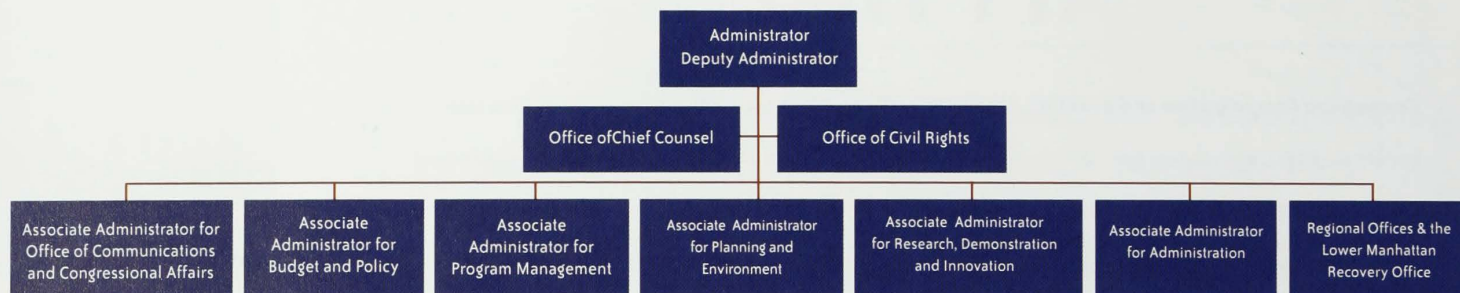 Administrator
Deputy Administrator
Office ofChief Counsel
Office of Civil Rights
Associate Administrator for
Office of Communications
and Congressional Affairs
Associate
Administrator for
Budget and Policy
Associate
Administrator for
Program Management
Associate Administrator
for Planning and
Environment
Associate Administrator
for Research, Demonstration
and Innovation
Associate Administrator
for Administration
Regional Offices & the
Lower Manhattan
Recovery Office